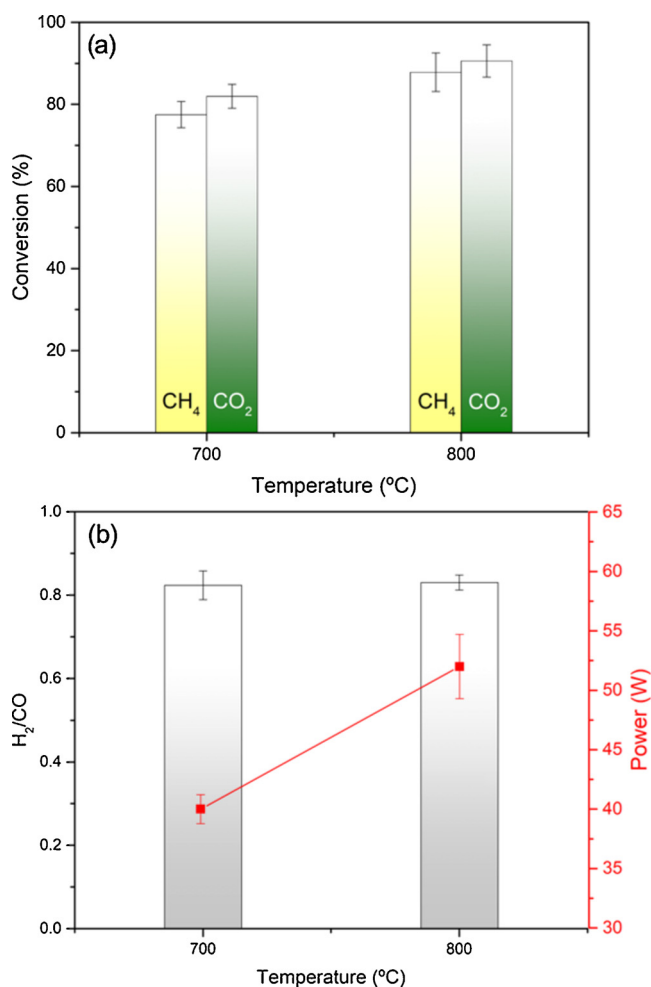 (a)
Conversion (%)
100
80
60
40
20
0
CH₄ CO₂ CH₄ CO₂
700 800
Temperature (ºC)
(b)
H₂/CO
1.0
0.8
0.6
0.4
0.2
0.0
65
60
55
50
45
40
35
30
Power (W)
700 800
Temperature (ºC)